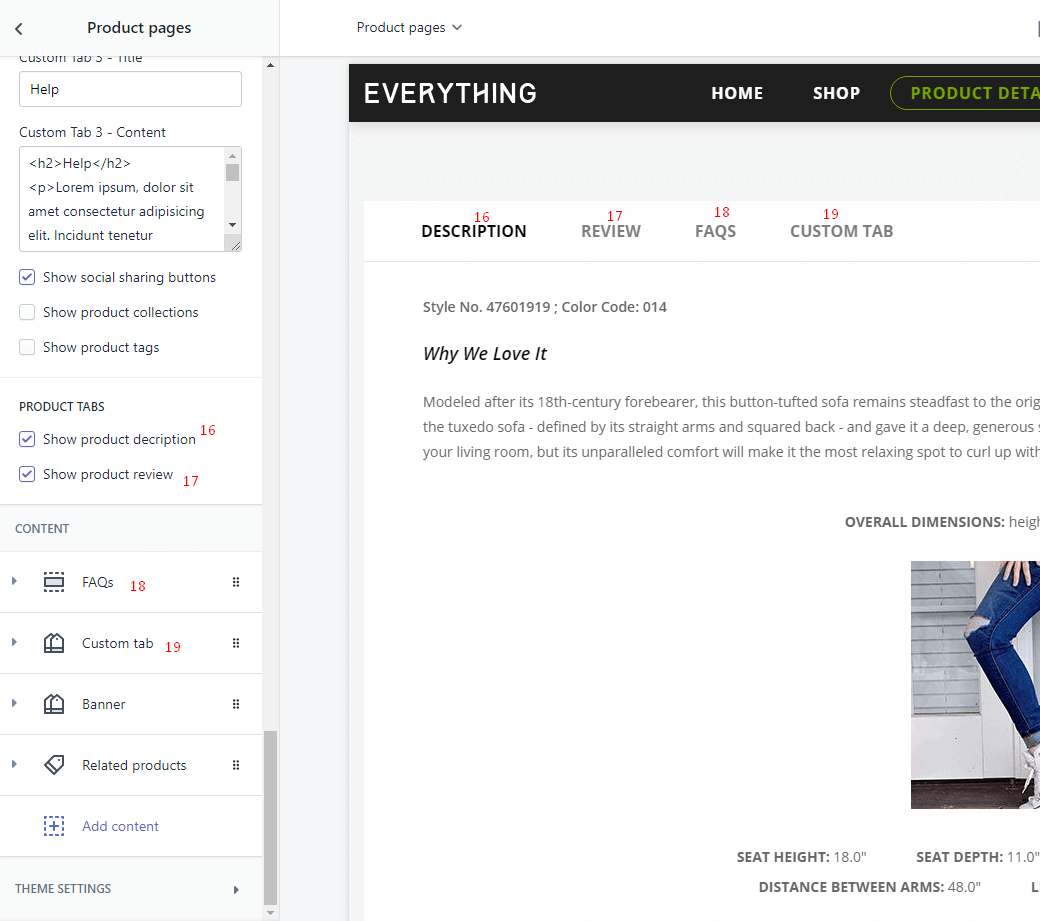 Product pages
Custom Tab 3 - Title
Help
Custom Tab 3 - Content
<h2>Help</h2>
<p>Lorem ipsum, dolor sit
amet consectetur adipisicing
elit. Incidunt tenetur
Show social sharing buttons
Show product collections
Show product tags
PRODUCT TABS
Show product decription 16
Show product review 17
CONTENT
FAQs 18
Custom tab 19
Banner
Related products
Add content
THEME SETTINGS
Product pages
EVERYTHING HOME SHOP PRODUCT DETA
16 17 18 19
DESCRIPTION REVIEW FAQS CUSTOM TAB
Style No. 47601919 ; Color Code: 014
Why We Love It
Modeled after its 18th-century forebearer, this button-tufted sofa remains steadfast to the orig
the tuxedo sofa - defined by its straight arms and squared back - and gave it a deep, generous s
your living room, but its unparalleled comfort will make it the most relaxing spot to curl up with
OVERALL DIMENSIONS: heigh
SEAT HEIGHT: 18.0" SEAT DEPTH: 11.0"
DISTANCE BETWEEN ARMS: 48.0" L